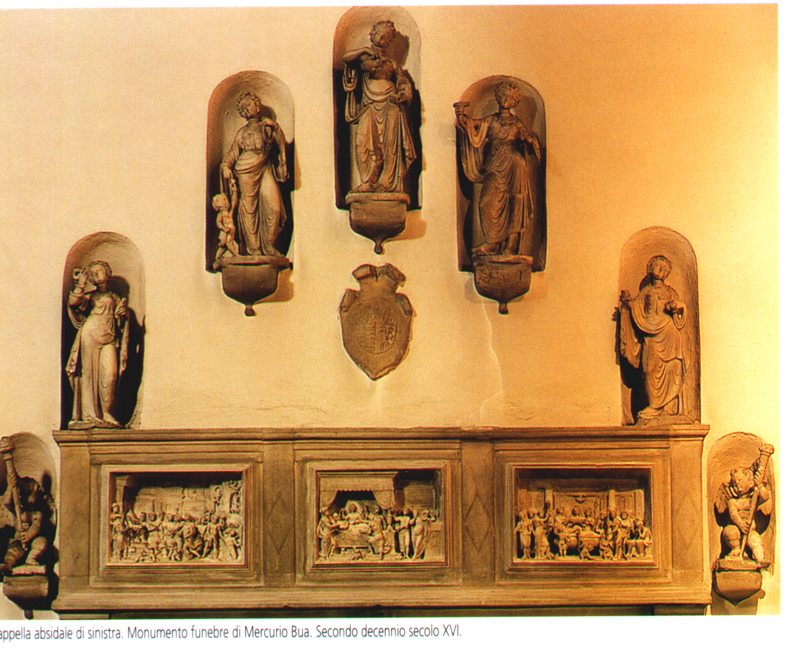 appella absidale di sinistra. Monumento funebre di Mercurio Bua. Secondo decennio secolo XVI.